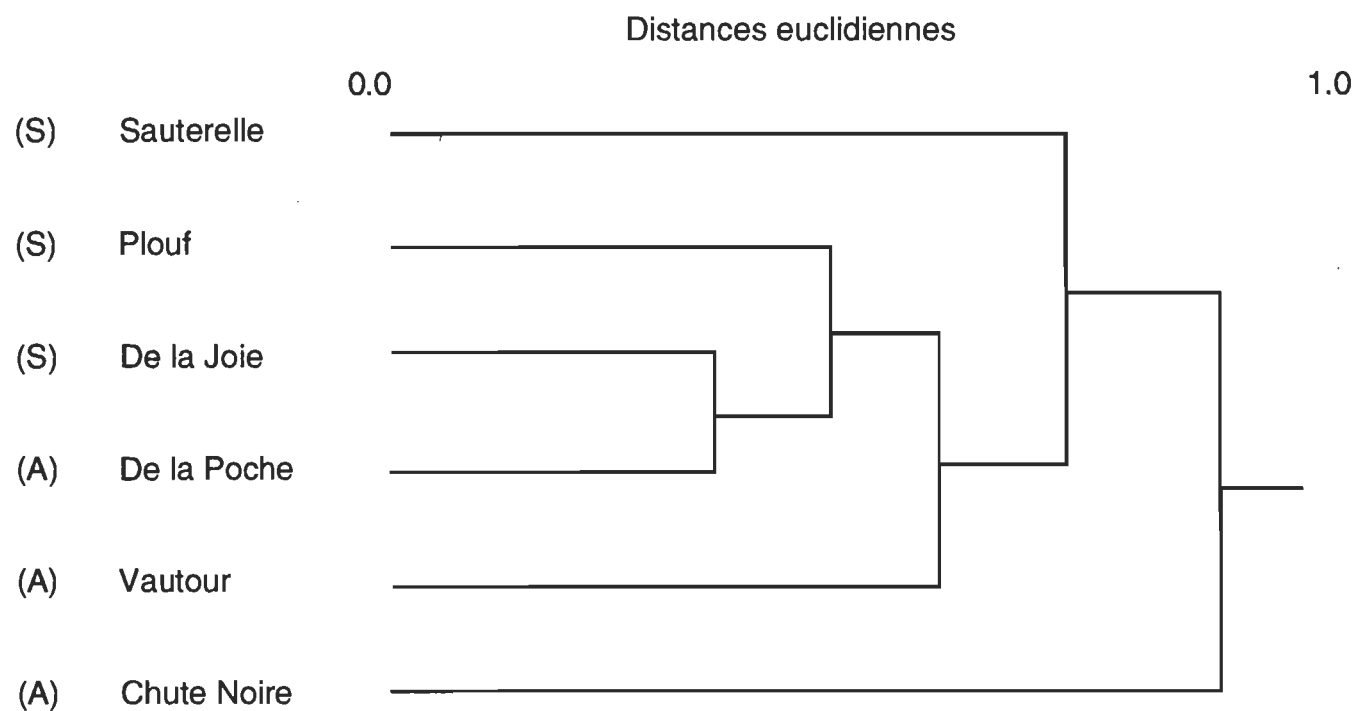 Distances euclidiennes
0.0 1.0
(S) Sauterelle
(S) Plouf
(S) De la Joie
(A) De la Poche
(A) Vautour
(A) Chute Noire